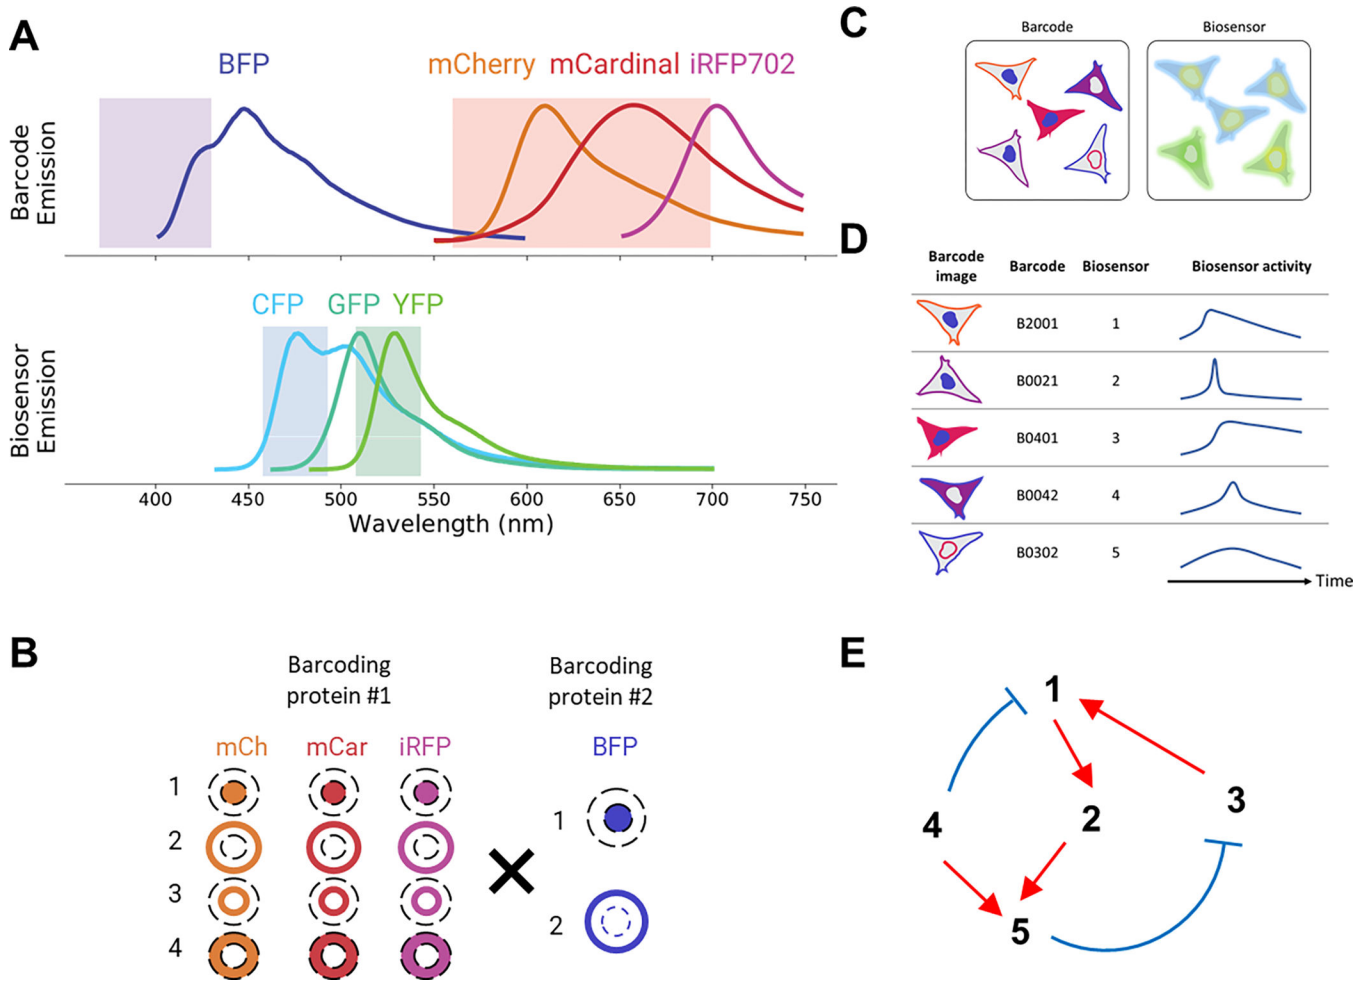 A
BFP
mCherry mCardinal iRFP702
Barcode
Emission
CFP GFP YFP
Biosensor
Emission
400 450 500 550 600 650 700 750
Wavelength (nm)
B
Barcoding
protein #1
Barcoding
protein #2
mCh mCar iRFP
BFP
1
2
3
4
1
2
C
Barcode
Biosensor
D
Barcode
image
Barcode
Biosensor
Biosensor activity
B2001 1
B0021 2
B0401 3
B0042 4
B0302 5
Time
E
1
2
3
4
5